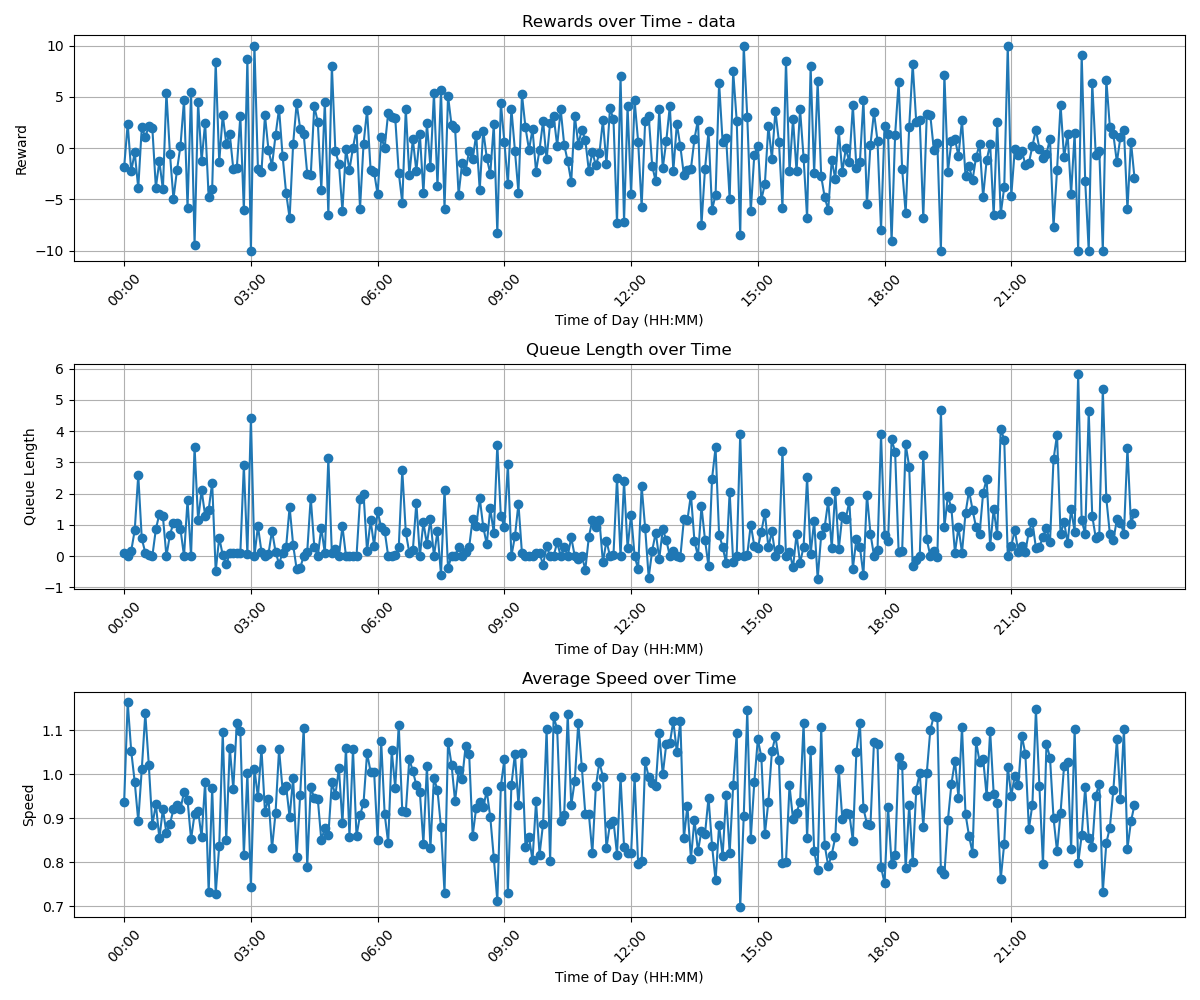 Rewards over Time - data
Reward
10
5
0
−5
−10
00:00 03:00 06:00 09:00 12:00 15:00 18:00 21:00
Time of Day (HH:MM)
Queue Length over Time
Queue Length
6
5
4
3
2
1
0
−1
00:00 03:00 06:00 09:00 12:00 15:00 18:00 21:00
Time of Day (HH:MM)
Average Speed over Time
Speed
1.1
1.0
0.9
0.8
0.7
00:00 03:00 06:00 09:00 12:00 15:00 18:00 21:00
Time of Day (HH:MM)